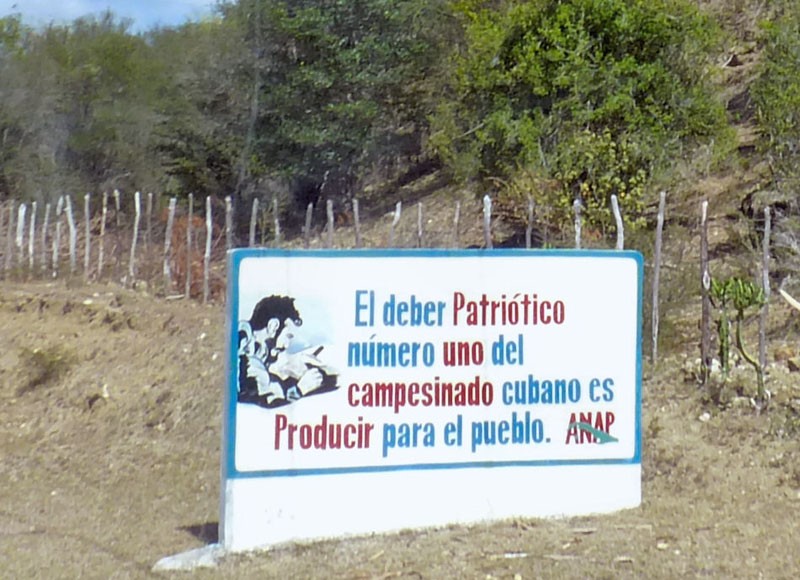 El deber Patriótico
número uno del
campesinado cubano es
Producir para el pueblo. ANAP